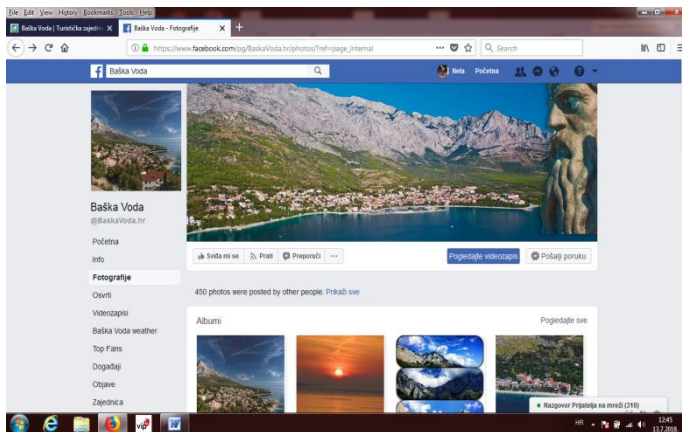 File Edit View History Bookmarks Tools Help
Baška Voda | Turistička zajedn
Baška Voda - Fotografije
https://www.facebook.com/pg/BaskaVoda.hr/photos/?ref=page_internal
Search
Baška Voda
Nela Početna
Baška Voda
@BaskaVoda.hr
Početna
Info
Fotografije
Osvrti
Videozapisi
Baška Voda weather
Top Fans
Događaji
Objave
Zajednica
Sviđa mi se Prati Preporuči
Pogledajte videozapis Pošalji poruku
450 photos were posted by other people. Prikaži sve
Albumi Pogledajte sve
Razgovor Prijatelja na mreži (310)
vip
HR
12:45
13.7.2018.